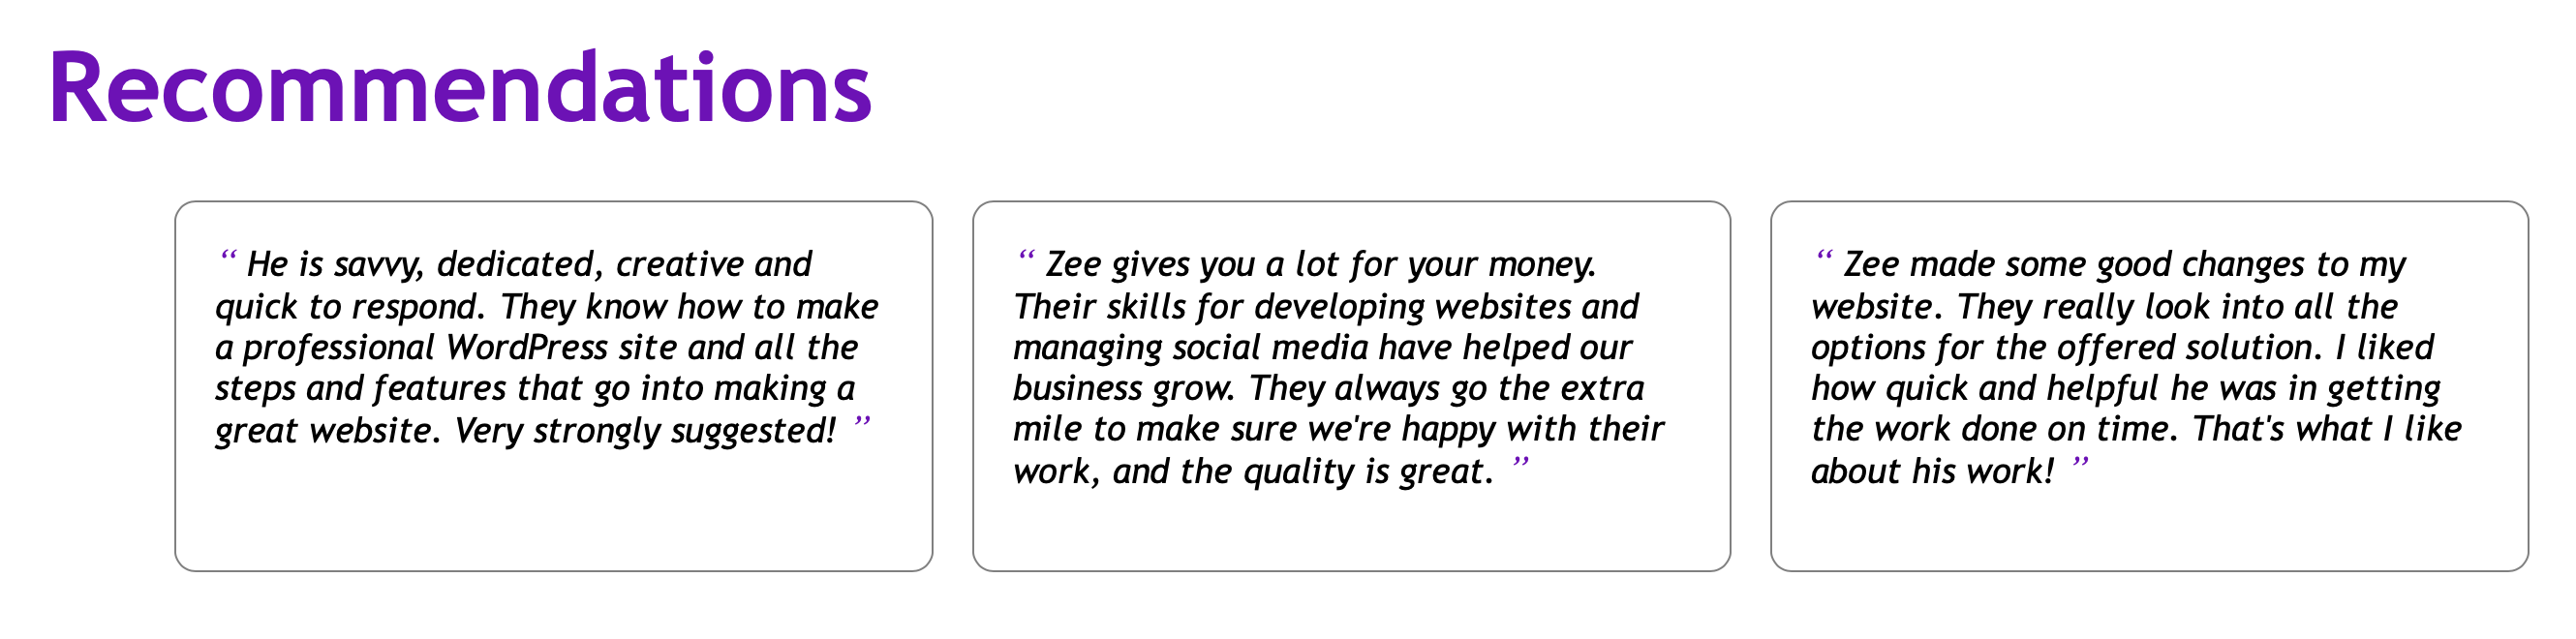 Recommendations
“ He is savvy, dedicated, creative and
quick to respond. They know how to make
a professional WordPress site and all the
steps and features that go into making a
great website. Very strongly suggested! ”
“ Zee gives you a lot for your money.
Their skills for developing websites and
managing social media have helped our
business grow. They always go the extra
mile to make sure we're happy with their
work, and the quality is great. ”
“ Zee made some good changes to my
website. They really look into all the
options for the offered solution. I liked
how quick and helpful he was in getting
the work done on time. That's what I like
about his work! ”